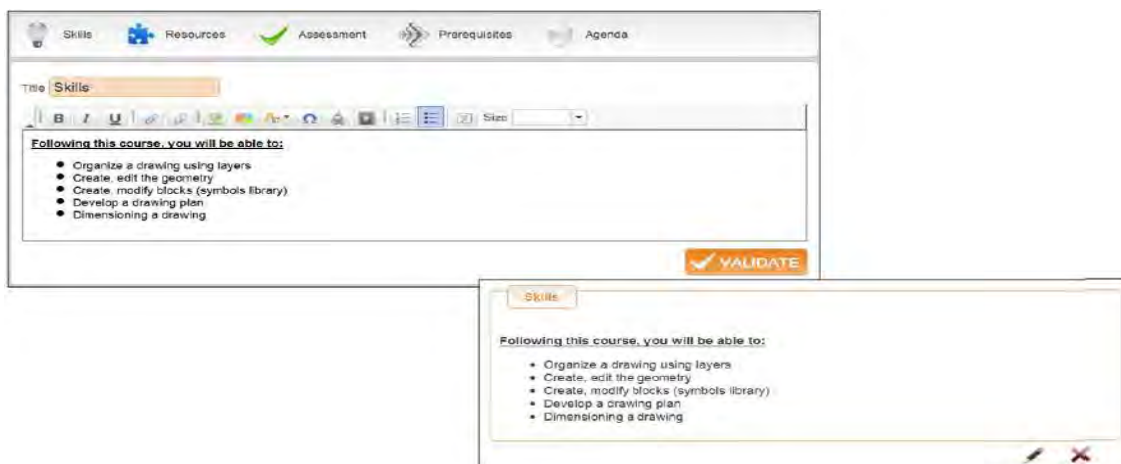 Skills Resources Assessment Prerequisites Agenda
Title Skills
B I U Size
Following this course, you will be able to:
Organize a drawing using layers
Create, edit the geometry
Create, modify blocks (symbols library)
Develop a drawing plan
Dimensioning a drawing
VALIDATE
Skills
Following this course, you will be able to:
Organize a drawing using layers
Create, edit the geometry
Create, modify blocks (symbols library)
Develop a drawing plan
Dimensioning a drawing